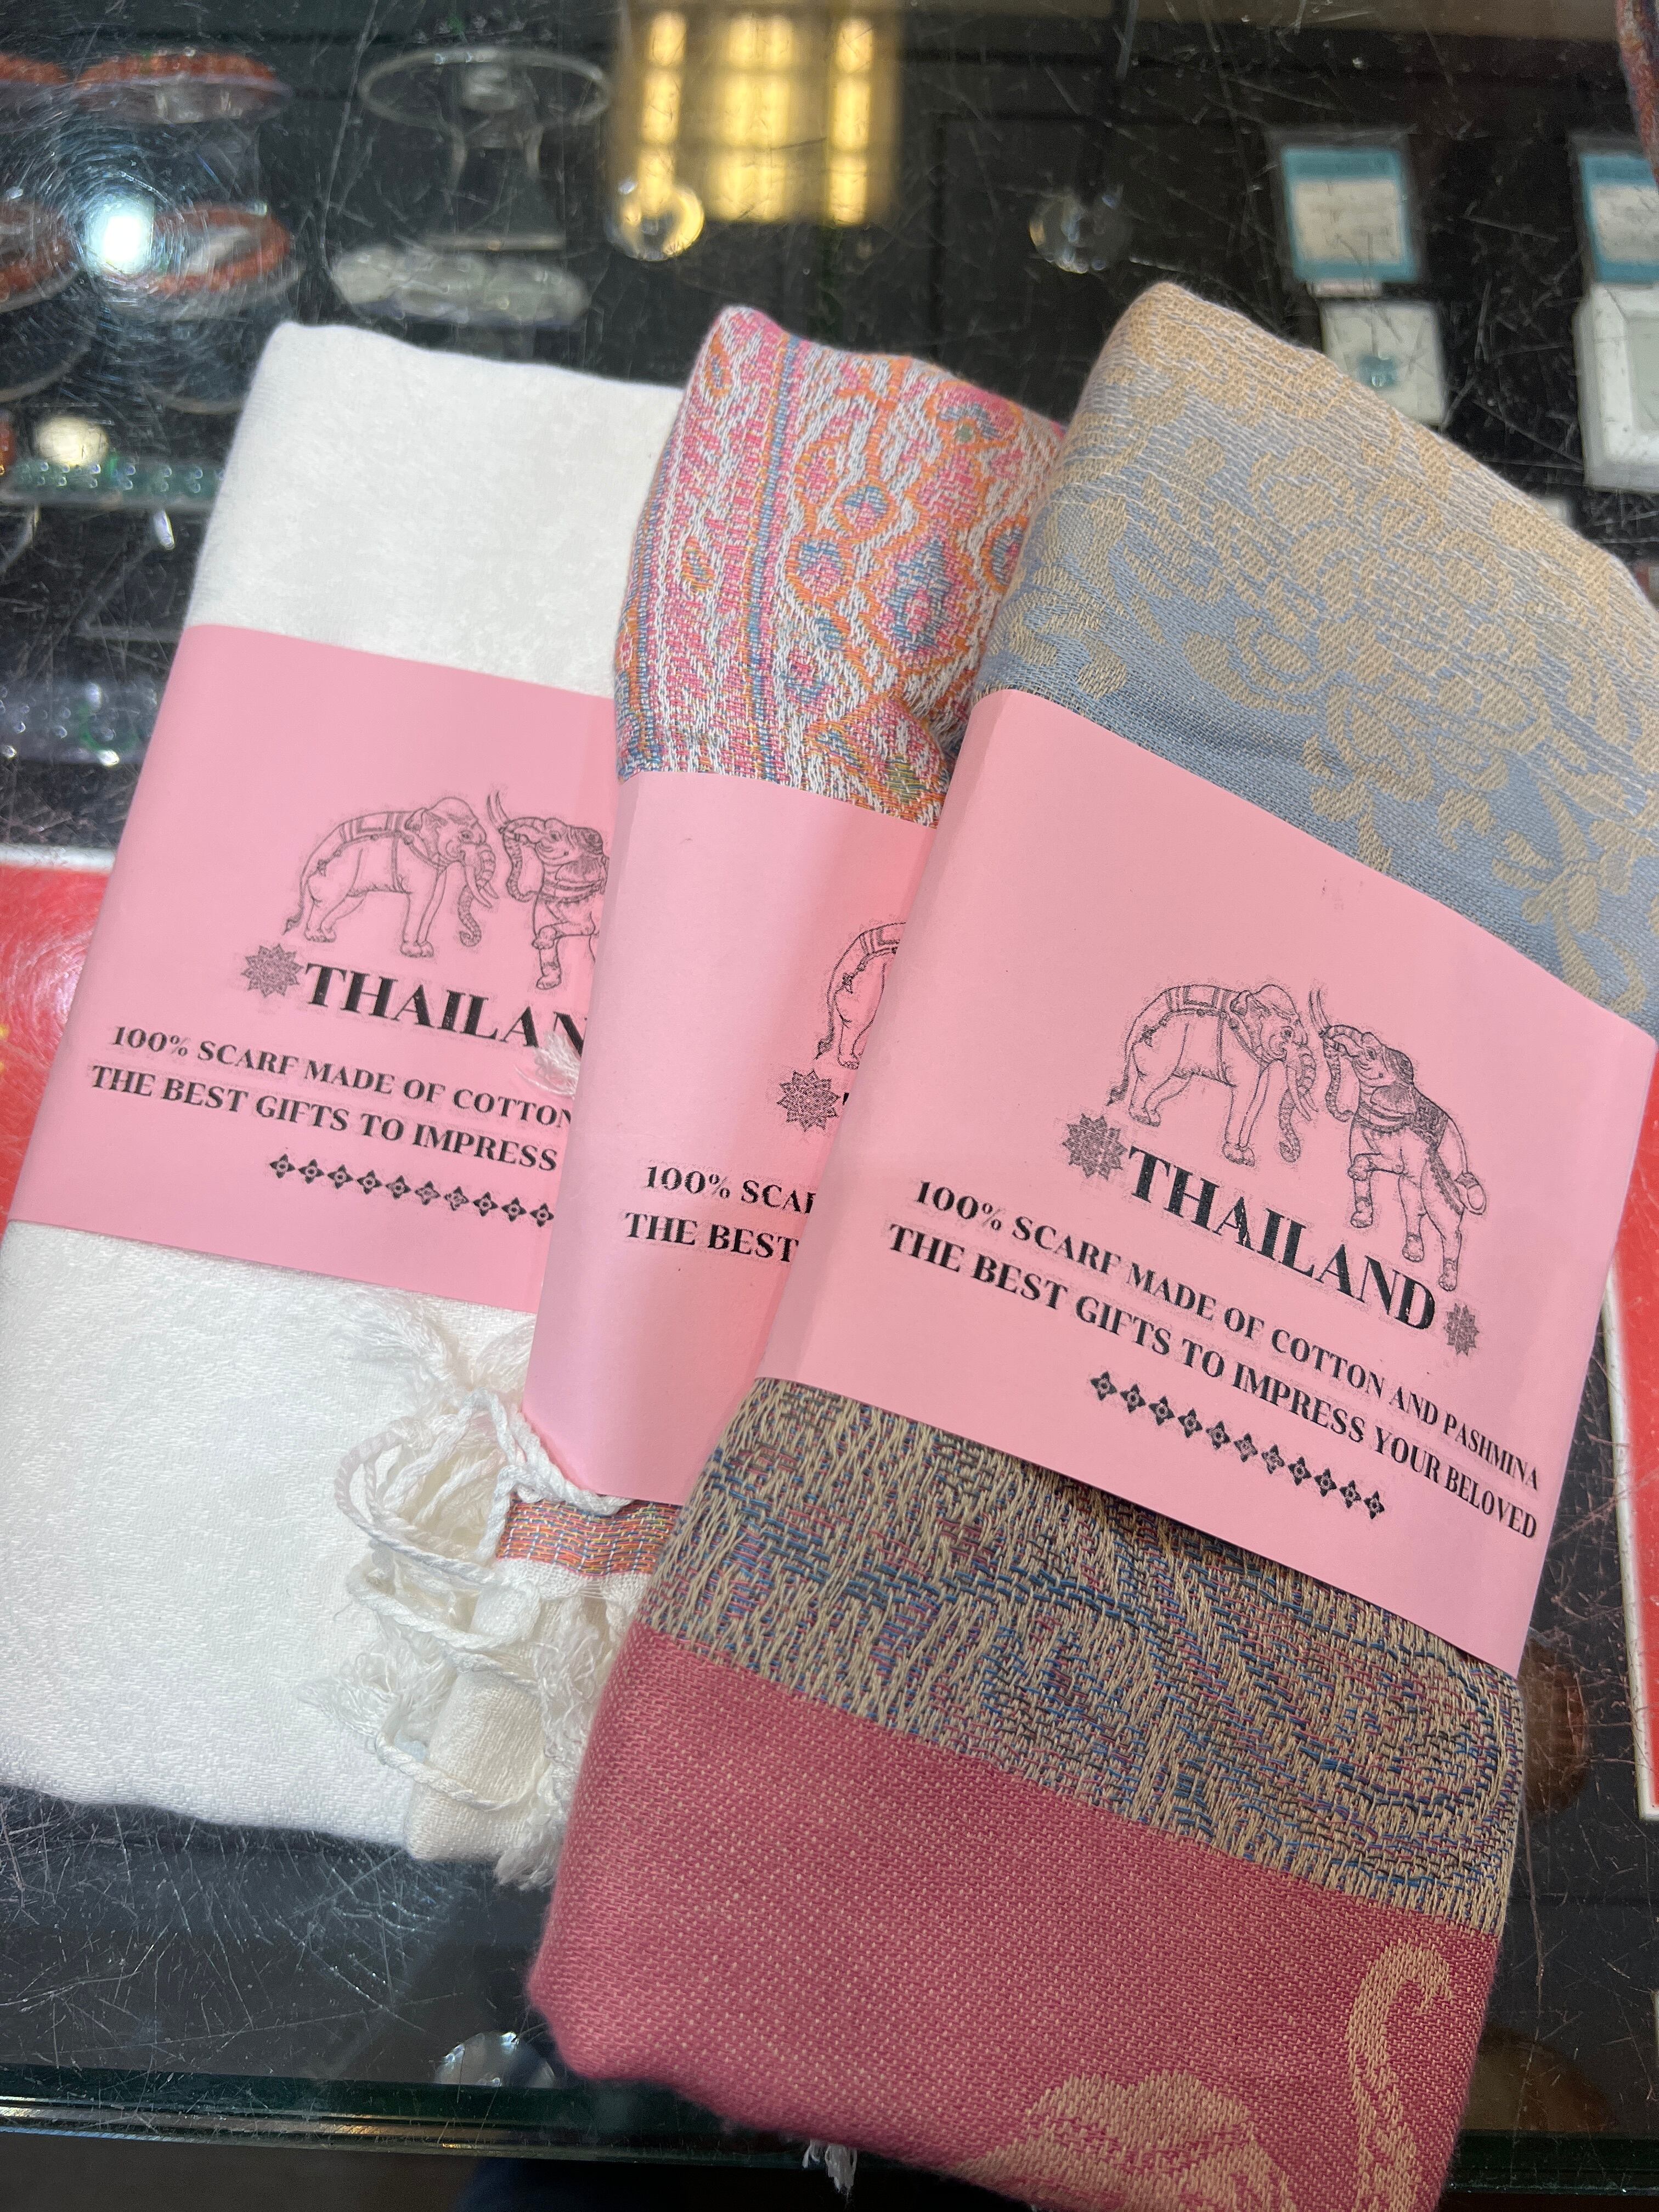 THAILAN
100% SCARF MADE OF COTTON
THE BEST GIFTS TO IMPRESS
100% SCAR
THE BEST
THAILAND
100% SCARF MADE OF COTTON AND PASHMINA
THE BEST GIFTS TO IMPRESS YOUR BELOVED